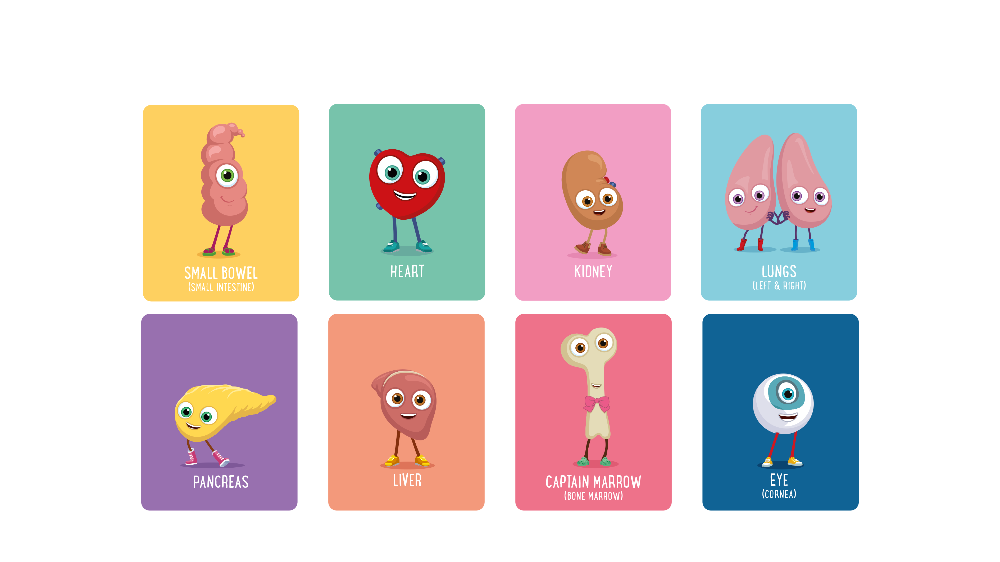 SMALL BOWEL
(SMALL INTESTINE)
HEART
KIDNEY
LUNGS
(LEFT & RIGHT)
PANCREAS
LIVER
CAPTAIN MARROW
(BONE MARROW)
EYE
(CORNEA)